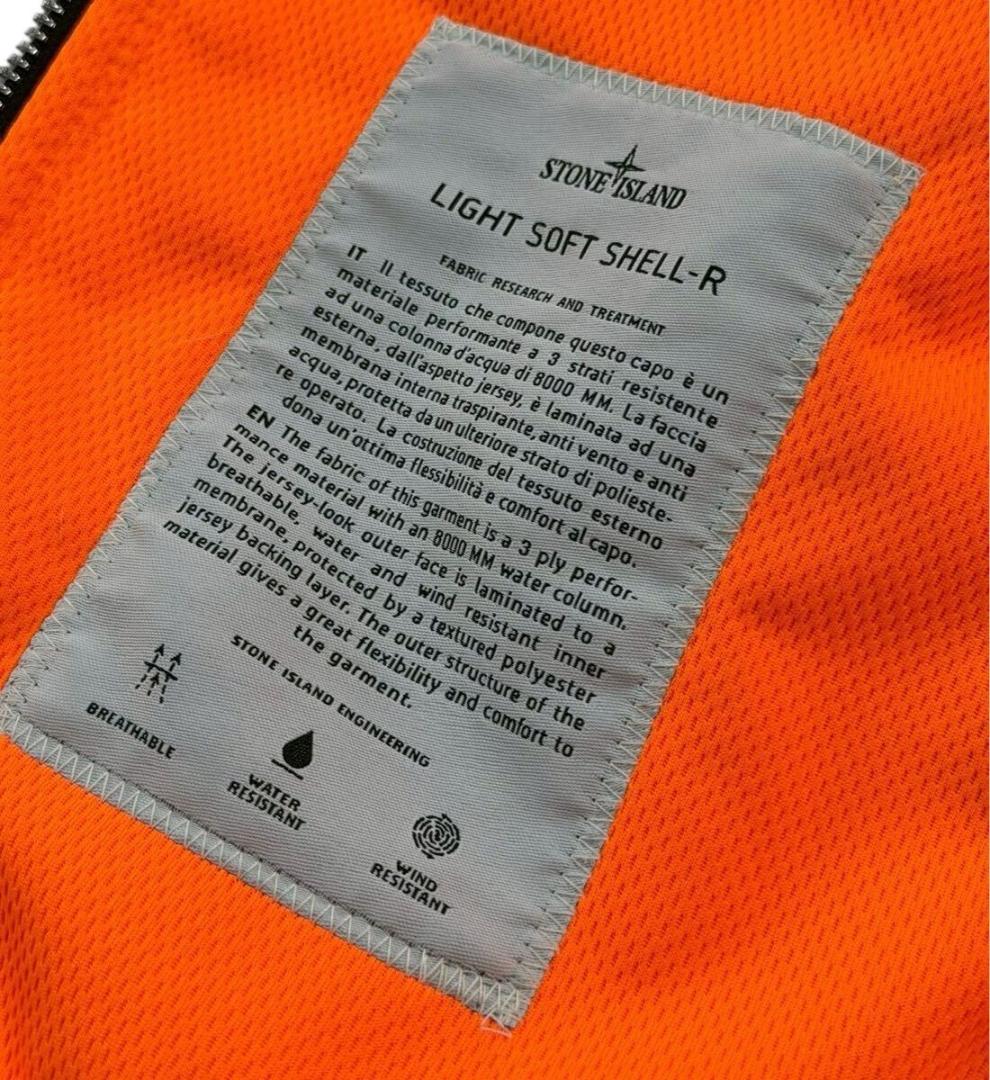 STONE ISLAND
LIGHT SOFT SHELL-R
FABRIC RESEARCH AND TREATMENT
IT Il tessuto che compone questo capo è un
materiale performante a 3 strati resistente
ad una colonna d'acqua di 8000 MM. La faccia
esterna, dall'aspetto jersey, è laminata ad una
membrana interna traspirante, anti vento e anti
acqua, protetta da un ulteriore strato di polieste-
re operato. La costruzione del tessuto esterno
dona un'ottima flessibilità e comfort al capo.
EN The fabric of this garment is a 3 ply perfor-
mance material with an 8000 MM water column.
The jersey-look outer face is laminated to a
breathable, water and wind resistant inner
membrane, protected by a textured polyester
jersey backing layer. The outer structure of the
material gives a great flexibility and comfort to
the garment.
STONE ISLAND ENGINEERING
BREATHABLE
WATER
RESISTANT
WIND
RESISTANT